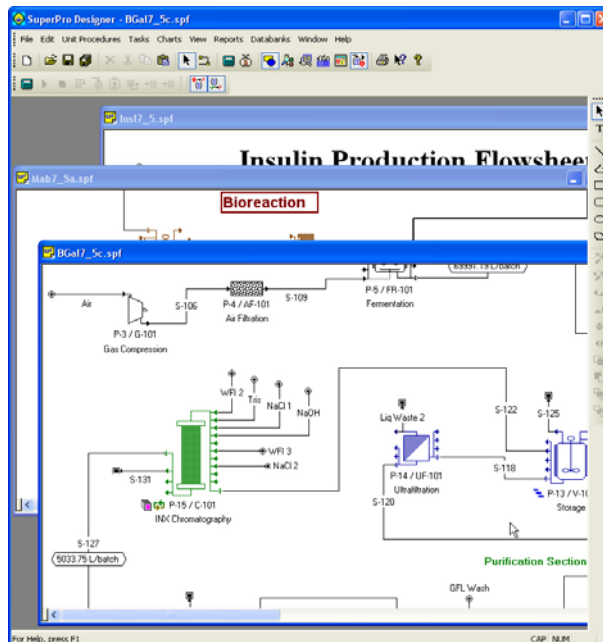 SuperPro Designer - BGal7_5c.spf
File Edit Unit Procedures Tasks Charts View Reports Databanks Window Help
Insl7_5.spf
Insulin Production Flowshee
Mab7_5a.spf
Bioreaction
BGal7_5c.spf
Air
S-106
P-3 / G-101
Gas Compression
P-4 / AF-101
Air Filtration
S-109
P-5 / FR-101
Fermentation
WFI 2
Tris
NaCl 1
NaOH
WFI 3
NaCl 2
S-131
P-15 / C-101
INX Chromatography
S-127
5033.75 L/batch
Liq Waste 2
P-14 / UF-101
Ultrafiltration
S-120
S-122
S-118
S-125
P-13 / V-10
Storage
Purification Section
GFL Wash
For Help, press F1
CAP NUM